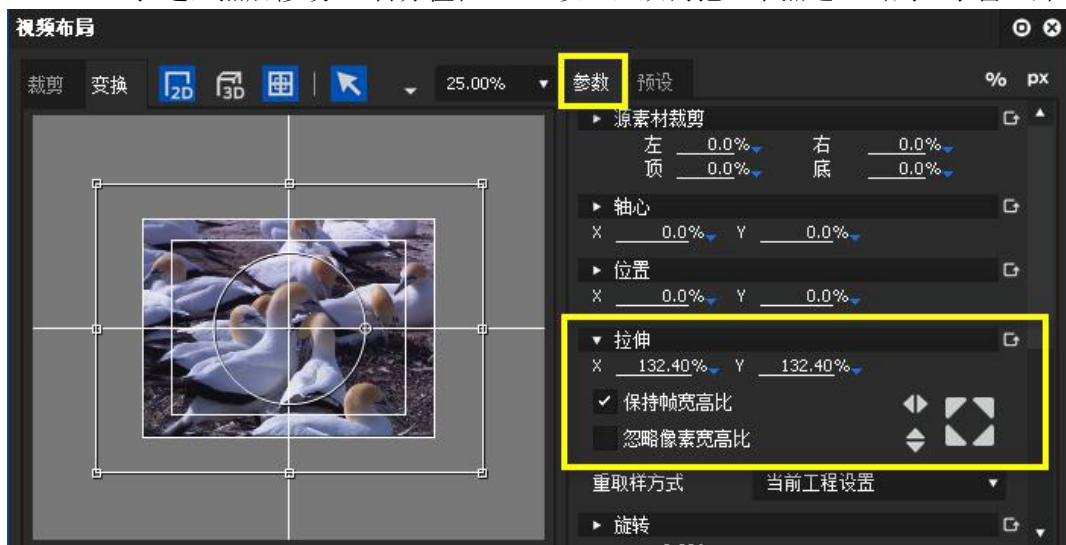 视频布局
裁剪 变换 2D 3D 25.00% 参数 预设 % px
源素材裁剪
左 0.0% 右 0.0%
顶 0.0% 底 0.0%
轴心
X 0.0% Y 0.0%
位置
X 0.0% Y 0.0%
拉伸
X 132.40% Y 132.40%
保持帧宽高比
忽略像素宽高比
重取样方式 当前工程设置
旋转